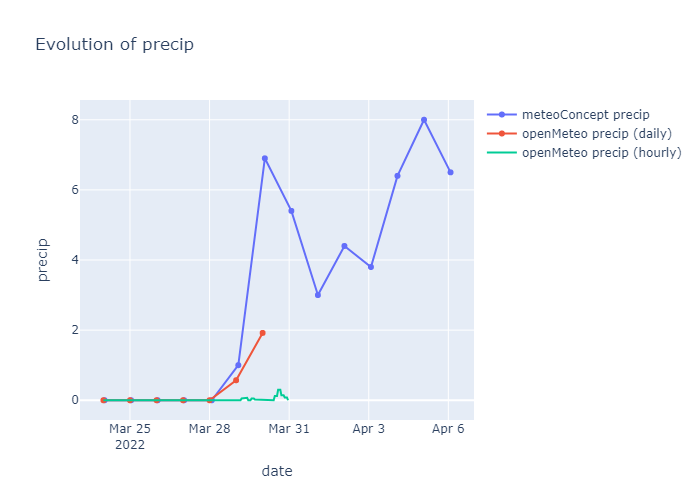 Evolution of precip
meteoConcept precip
openMeteo precip (daily)
openMeteo precip (hourly)
8
6
4
2
0
precip
Mar 25
2022
Mar 28
Mar 31
Apr 3
Apr 6
date